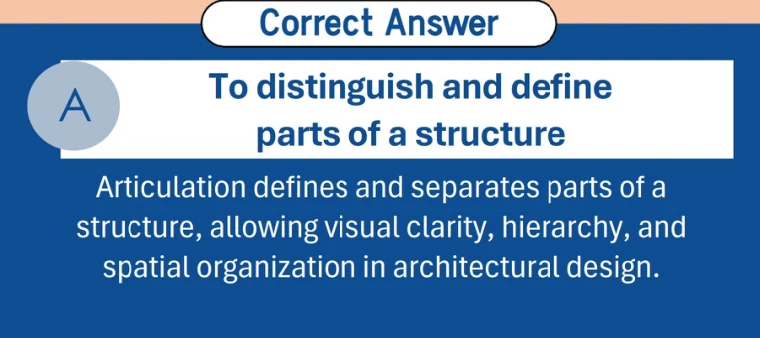 Correct Answer
A
To distinguish and define
parts of a structure
Articulation defines and separates parts of a
structure, allowing visual clarity, hierarchy, and
spatial organization in architectural design.